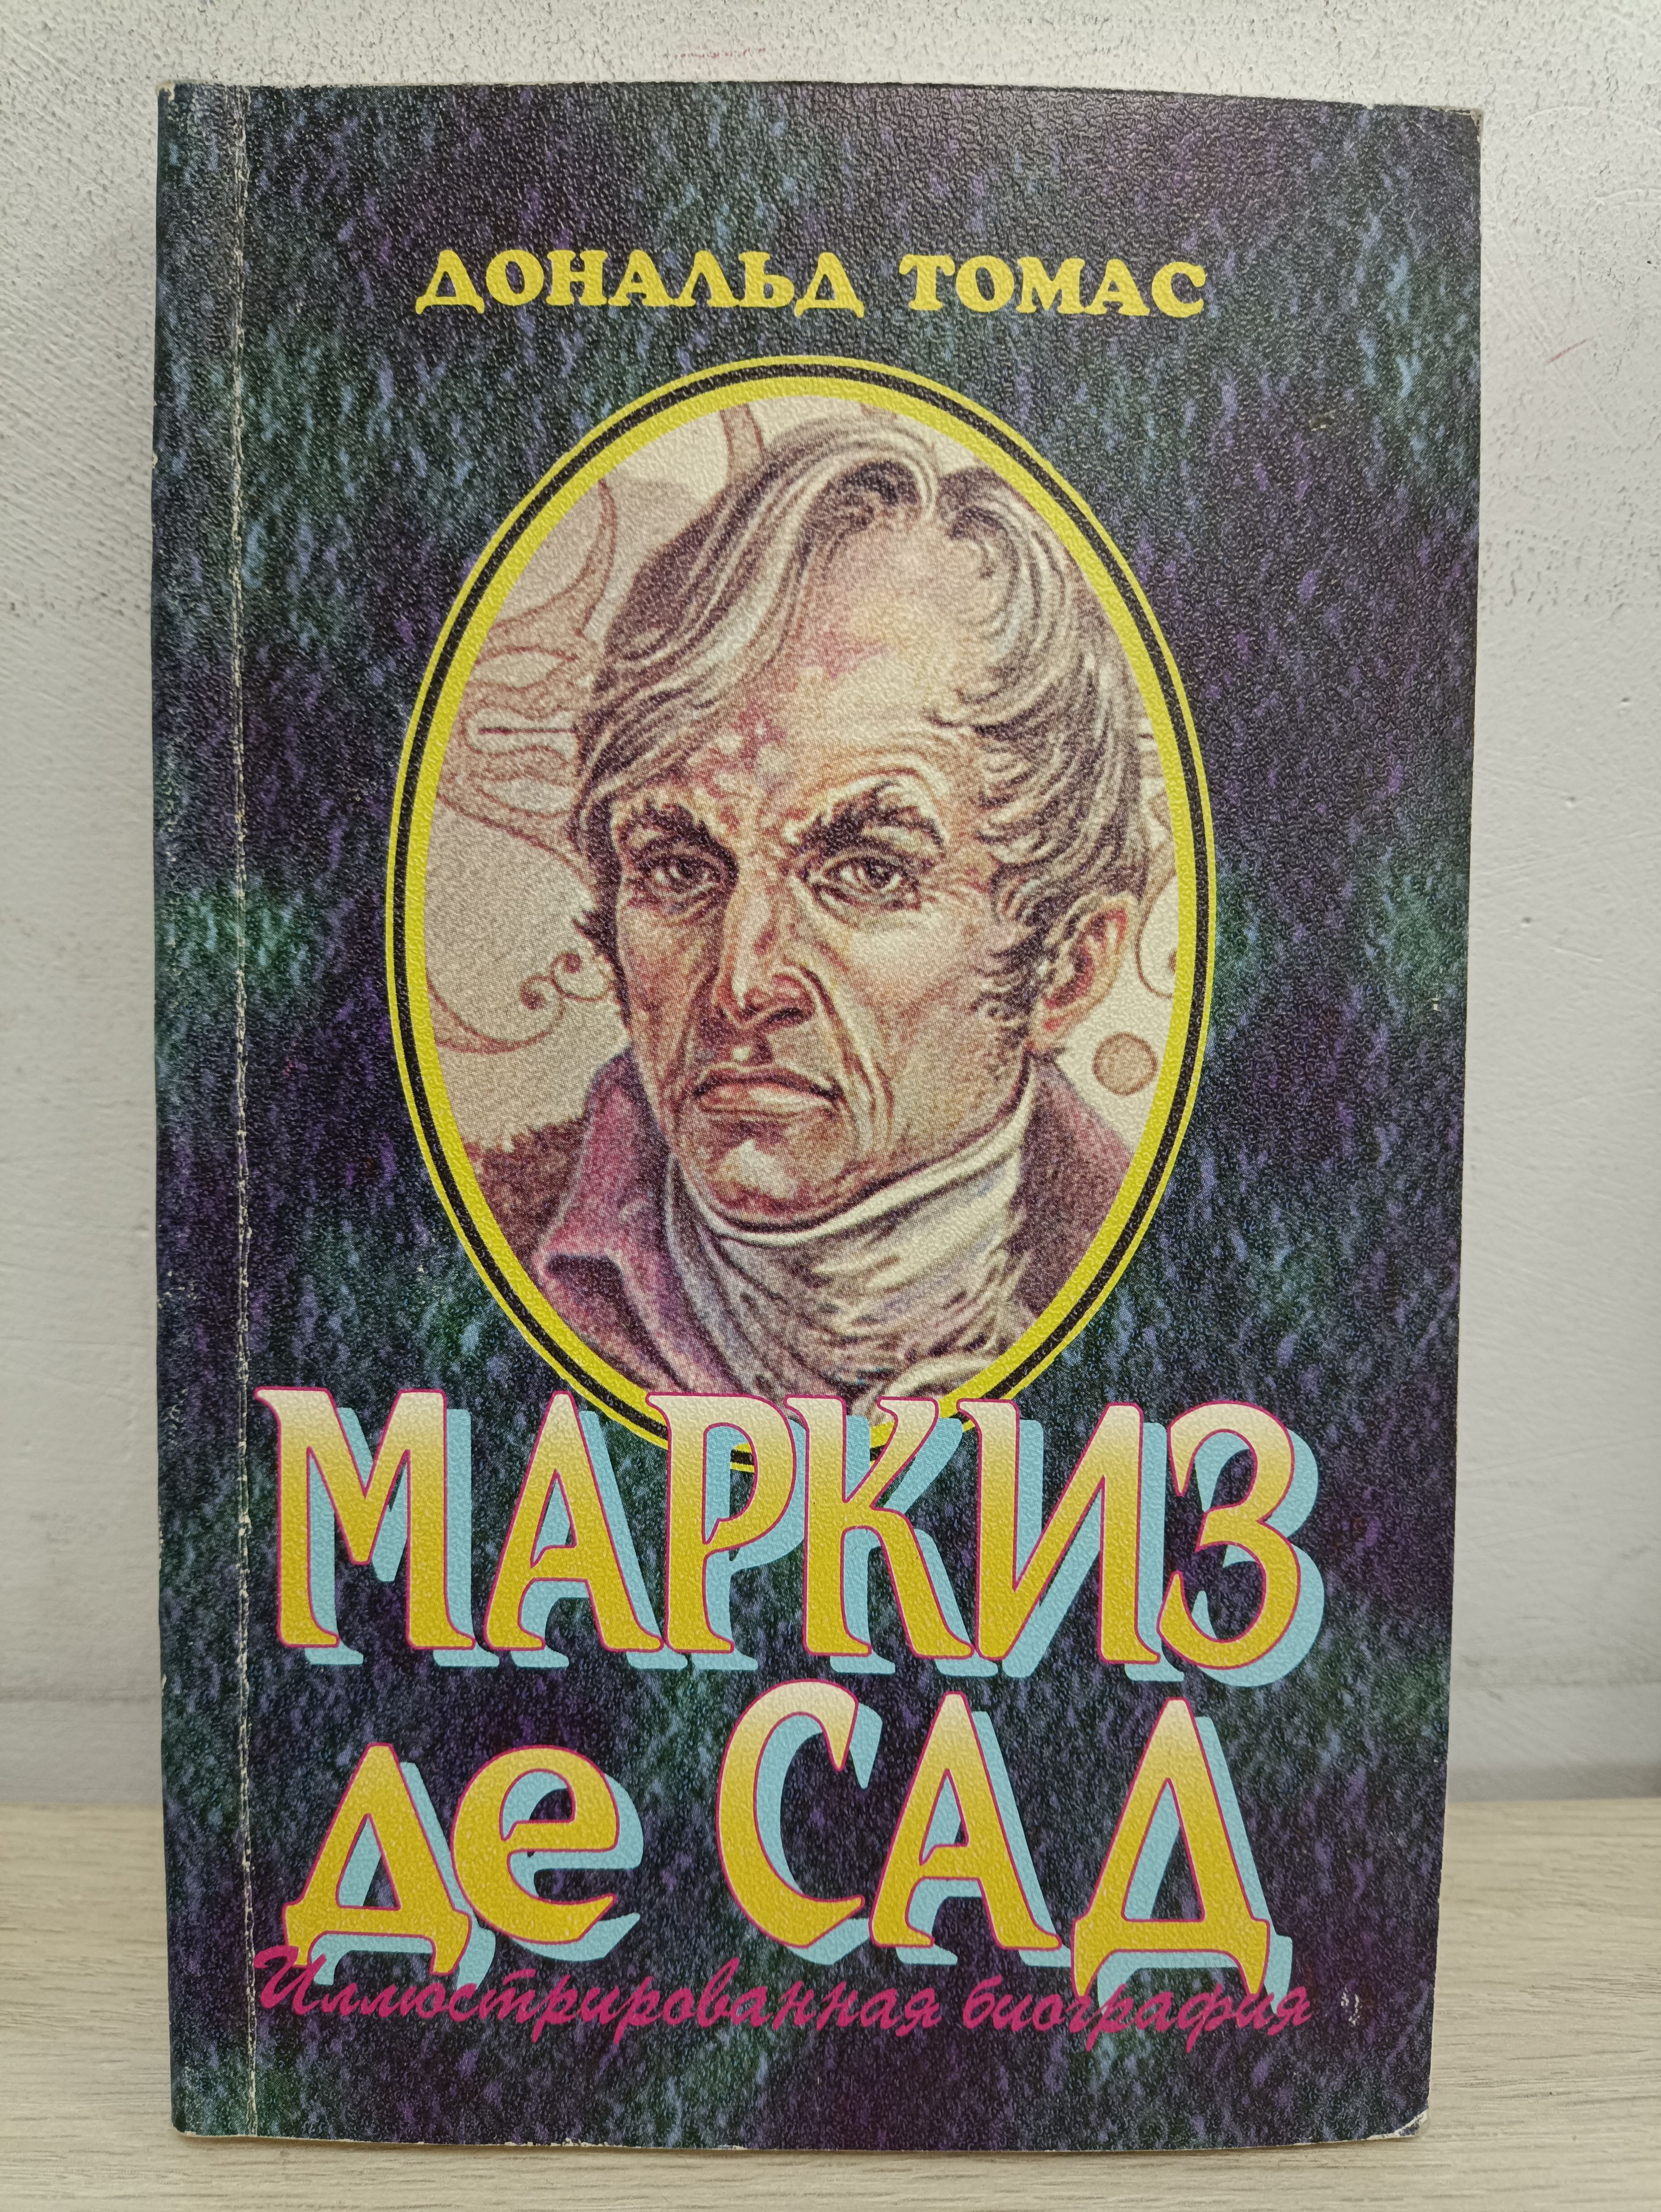 ДОНАЛЬД ТОМАС
МАРКИЗ
де САД
Иллюстрированная биография